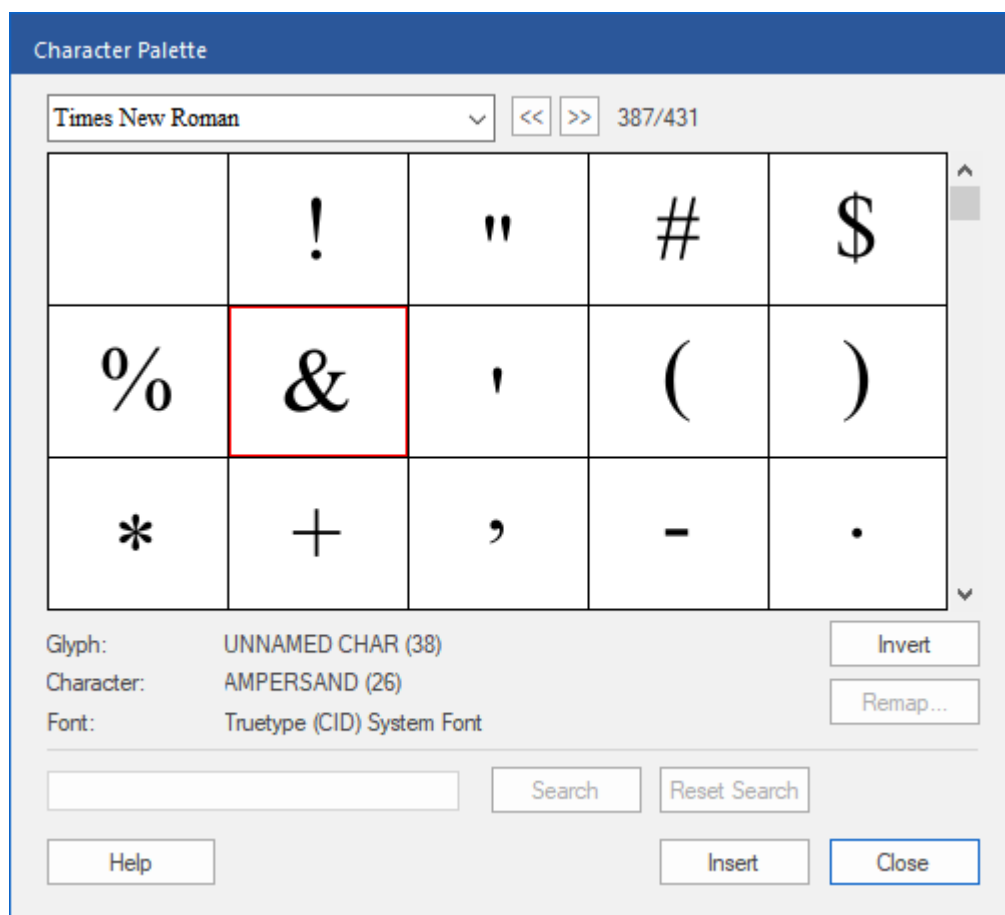 Character Palette
Times New Roman << >> 387/431
! " # $
% & ' ( )
* + , - .
Glyph: UNNAMED CHAR (38) Invert
Character: AMPERSAND (26)
Remap...
Font: Truetype (CID) System Font
Search Reset Search
Help Insert Close